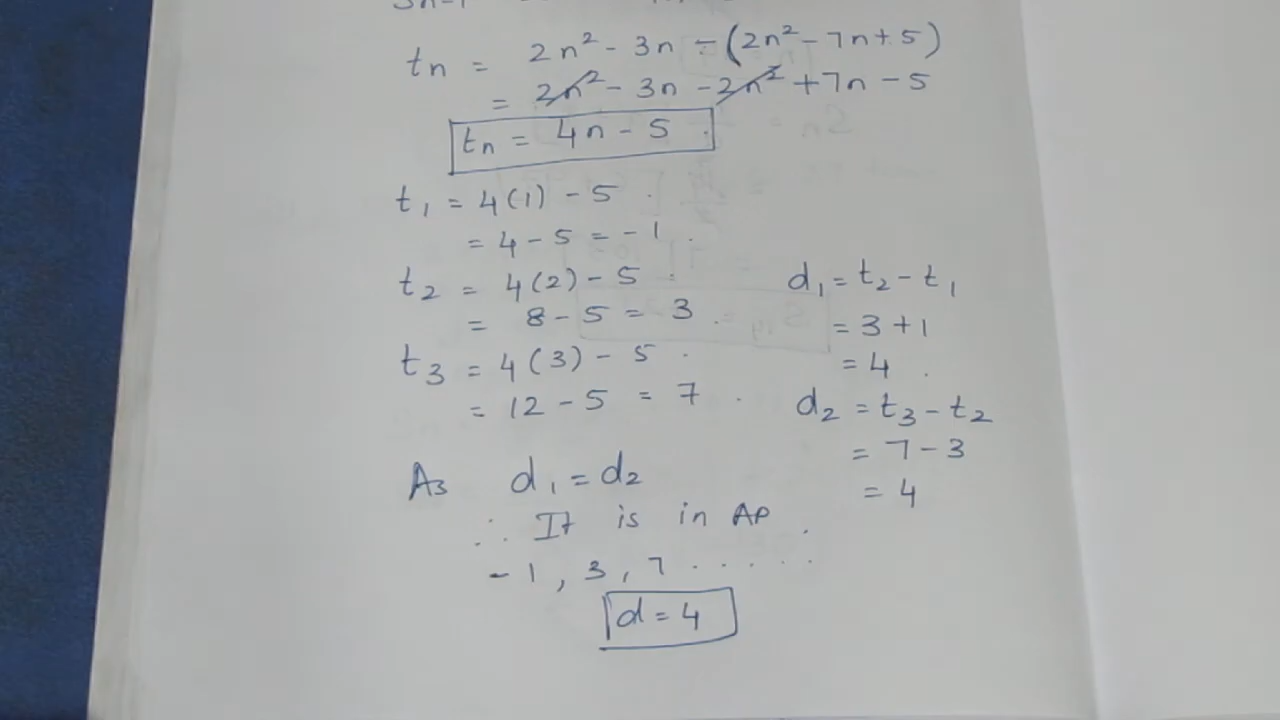 tn = 2n² - 3n - (2n² - 7n + 5)
= 2n² - 3n - 2n² + 7n - 5
tn = 4n - 5
t₁ = 4(1) - 5
= 4 - 5 = -1
t₂ = 4(2) - 5
= 8 - 5 = 3
t₃ = 4(3) - 5
= 12 - 5 = 7
d₁ = t₂ - t₁
= 3 + 1
= 4
d₂ = t₃ - t₂
= 7 - 3
= 4
As d₁ = d₂
∴ It is in AP
-1, 3, 7 ......
d = 4